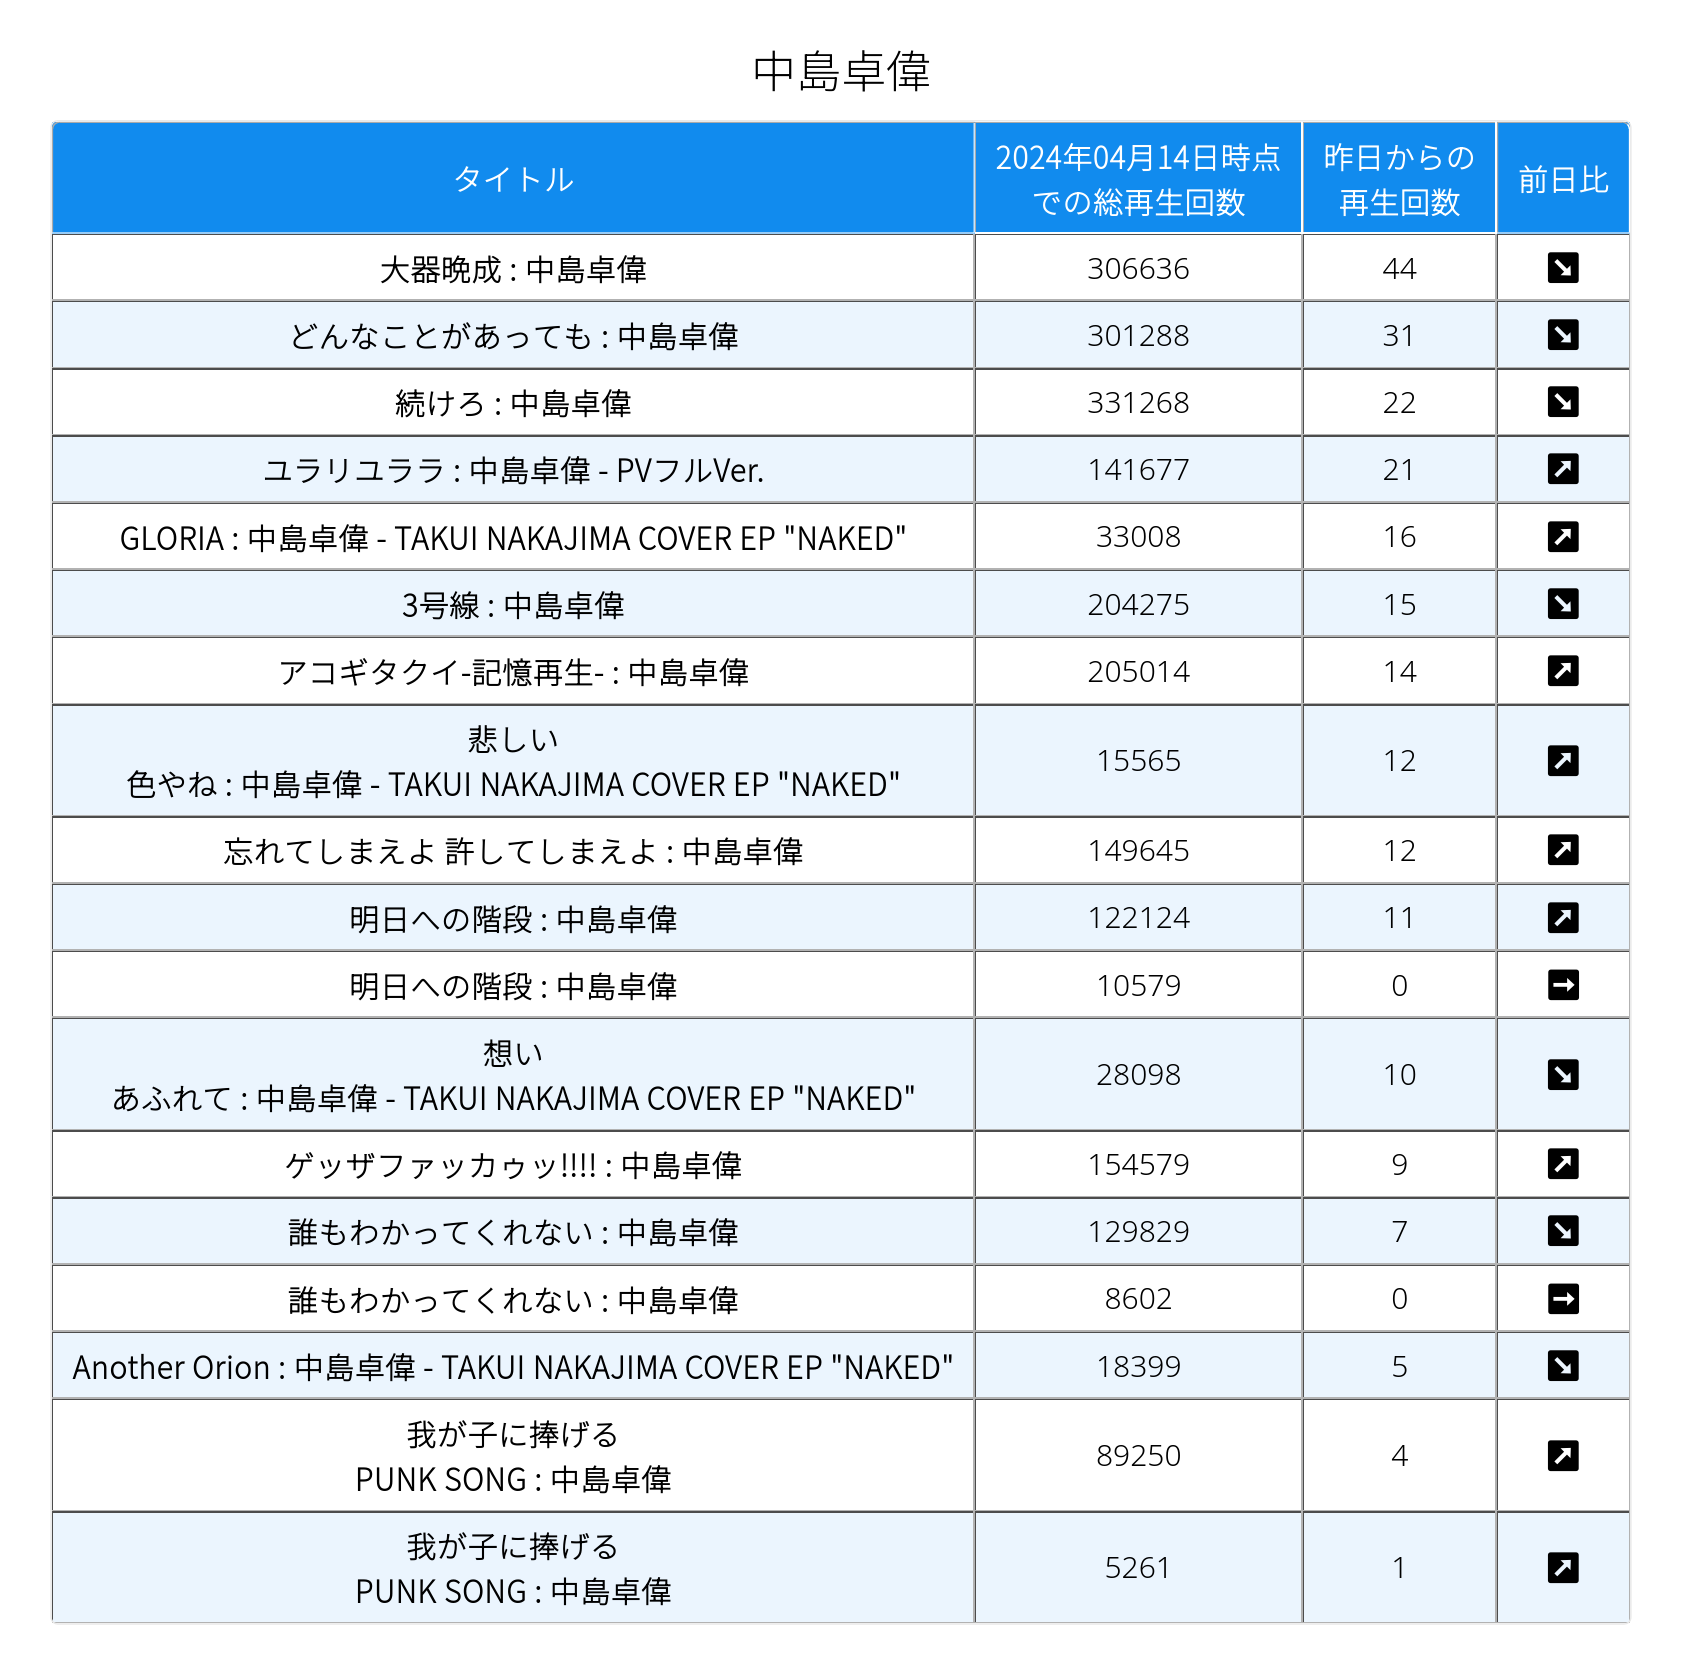 中島卓偉
タイトル
2024年04月14日時点
での総再生回数
昨日からの
再生回数
前日比
大器晩成 : 中島卓偉 306636 44 ↘
どんなことがあっても : 中島卓偉 301288 31 ↘
続けろ : 中島卓偉 331268 22 ↘
ユラリユララ : 中島卓偉 - PVフルVer. 141677 21 ↗
GLORIA : 中島卓偉 - TAKUI NAKAJIMA COVER EP "NAKED" 33008 16 ↗
3号線 : 中島卓偉 204275 15 ↘
アコギタクイ-記憶再生- : 中島卓偉 205014 14 ↗
悲しい
色やね : 中島卓偉 - TAKUI NAKAJIMA COVER EP "NAKED" 15565 12 ↗
忘れてしまえよ 許してしまえよ : 中島卓偉 149645 12 ↗
明日への階段 : 中島卓偉 122124 11 ↗
明日への階段 : 中島卓偉 10579 0 →
想い
あふれて : 中島卓偉 - TAKUI NAKAJIMA COVER EP "NAKED" 28098 10 ↘
ゲッザファッカゥッ!!!! : 中島卓偉 154579 9 ↗
誰もわかってくれない : 中島卓偉 129829 7 ↘
誰もわかってくれない : 中島卓偉 8602 0 →
Another Orion : 中島卓偉 - TAKUI NAKAJIMA COVER EP "NAKED" 18399 5 ↘
我が子に捧げる
PUNK SONG : 中島卓偉 89250 4 ↗
我が子に捧げる
PUNK SONG : 中島卓偉 5261 1 ↗